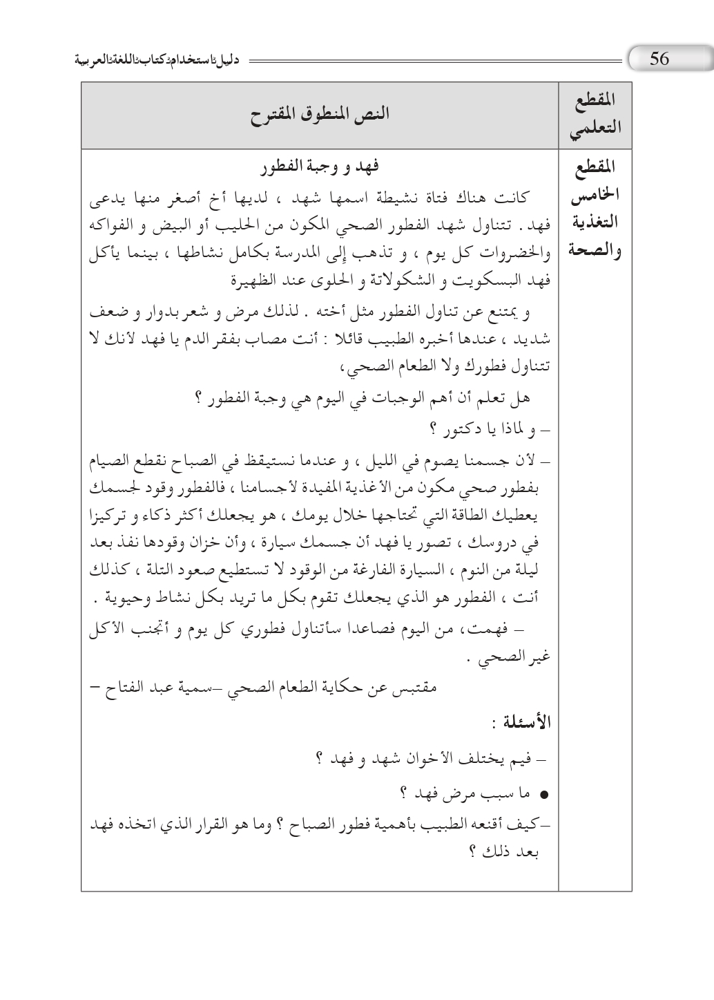 دليل استخدام كتاب اللغة العربية
56
المقطع
التعلمي
النص المنطوق المقترح
المقطع
الخامس
التغذية
والصحة
فهد و وجبة الفطور
كانت هناك فتاة نشيطة اسمها شهد ، لديها أخ أصغر منها يدعى
فهد . تتناول شهد الفطور الصحي المكون من الحليب أو البيض و الفواكه
والخضروات كل يوم ، و تذهب إلى المدرسة بكامل نشاطها ، بينما يأكل
فهد البسكويت و الشكولاتة و الحلوى عند الظهيرة
و يمتنع عن تناول الفطور مثل أخته . لذلك مرض و شعر بدوار و ضعف
شديد ، عندها أخبره الطبيب قائلا : أنت مصاب بفقر الدم يا فهد لأنك لا
تتناول فطورك ولا الطعام الصحي،
هل تعلم أن أهم الوجبات في اليوم هي وجبة الفطور ؟
– و لماذا يا دكتور ؟
– لأن جسمنا يصوم في الليل ، و عندما نستيقظ في الصباح نقطع الصيام
بفطور صحي مكون من الأغذية المفيدة لأجسامنا ، فالفطور وقود لجسمك
يعطيك الطاقة التي تحتاجها خلال يومك ، هو يجعلك أكثر ذكاء و تركيزا
في دروسك ، تصور يا فهد أن جسمك سيارة ، وأن خزان وقودها نفذ بعد
ليلة من النوم ، السيارة الفارغة من الوقود لا تستطيع صعود التلة ، كذلك
أنت ، الفطور هو الذي يجعلك تقوم بكل ما تريد بكل نشاط وحيوية .
– فهمت، من اليوم فصاعدا سأتناول فطوري كل يوم و أتجنب الأكل
غير الصحي .
مقتبس عن حكاية الطعام الصحي –سمية عبد الفتاح –
الأسئلة :
– فيم يختلف الأخوان شهد و فهد ؟
● ما سبب مرض فهد ؟
–كيف أقنعه الطبيب بأهمية فطور الصباح ؟ وما هو القرار الذي اتخذه فهد
بعد ذلك ؟